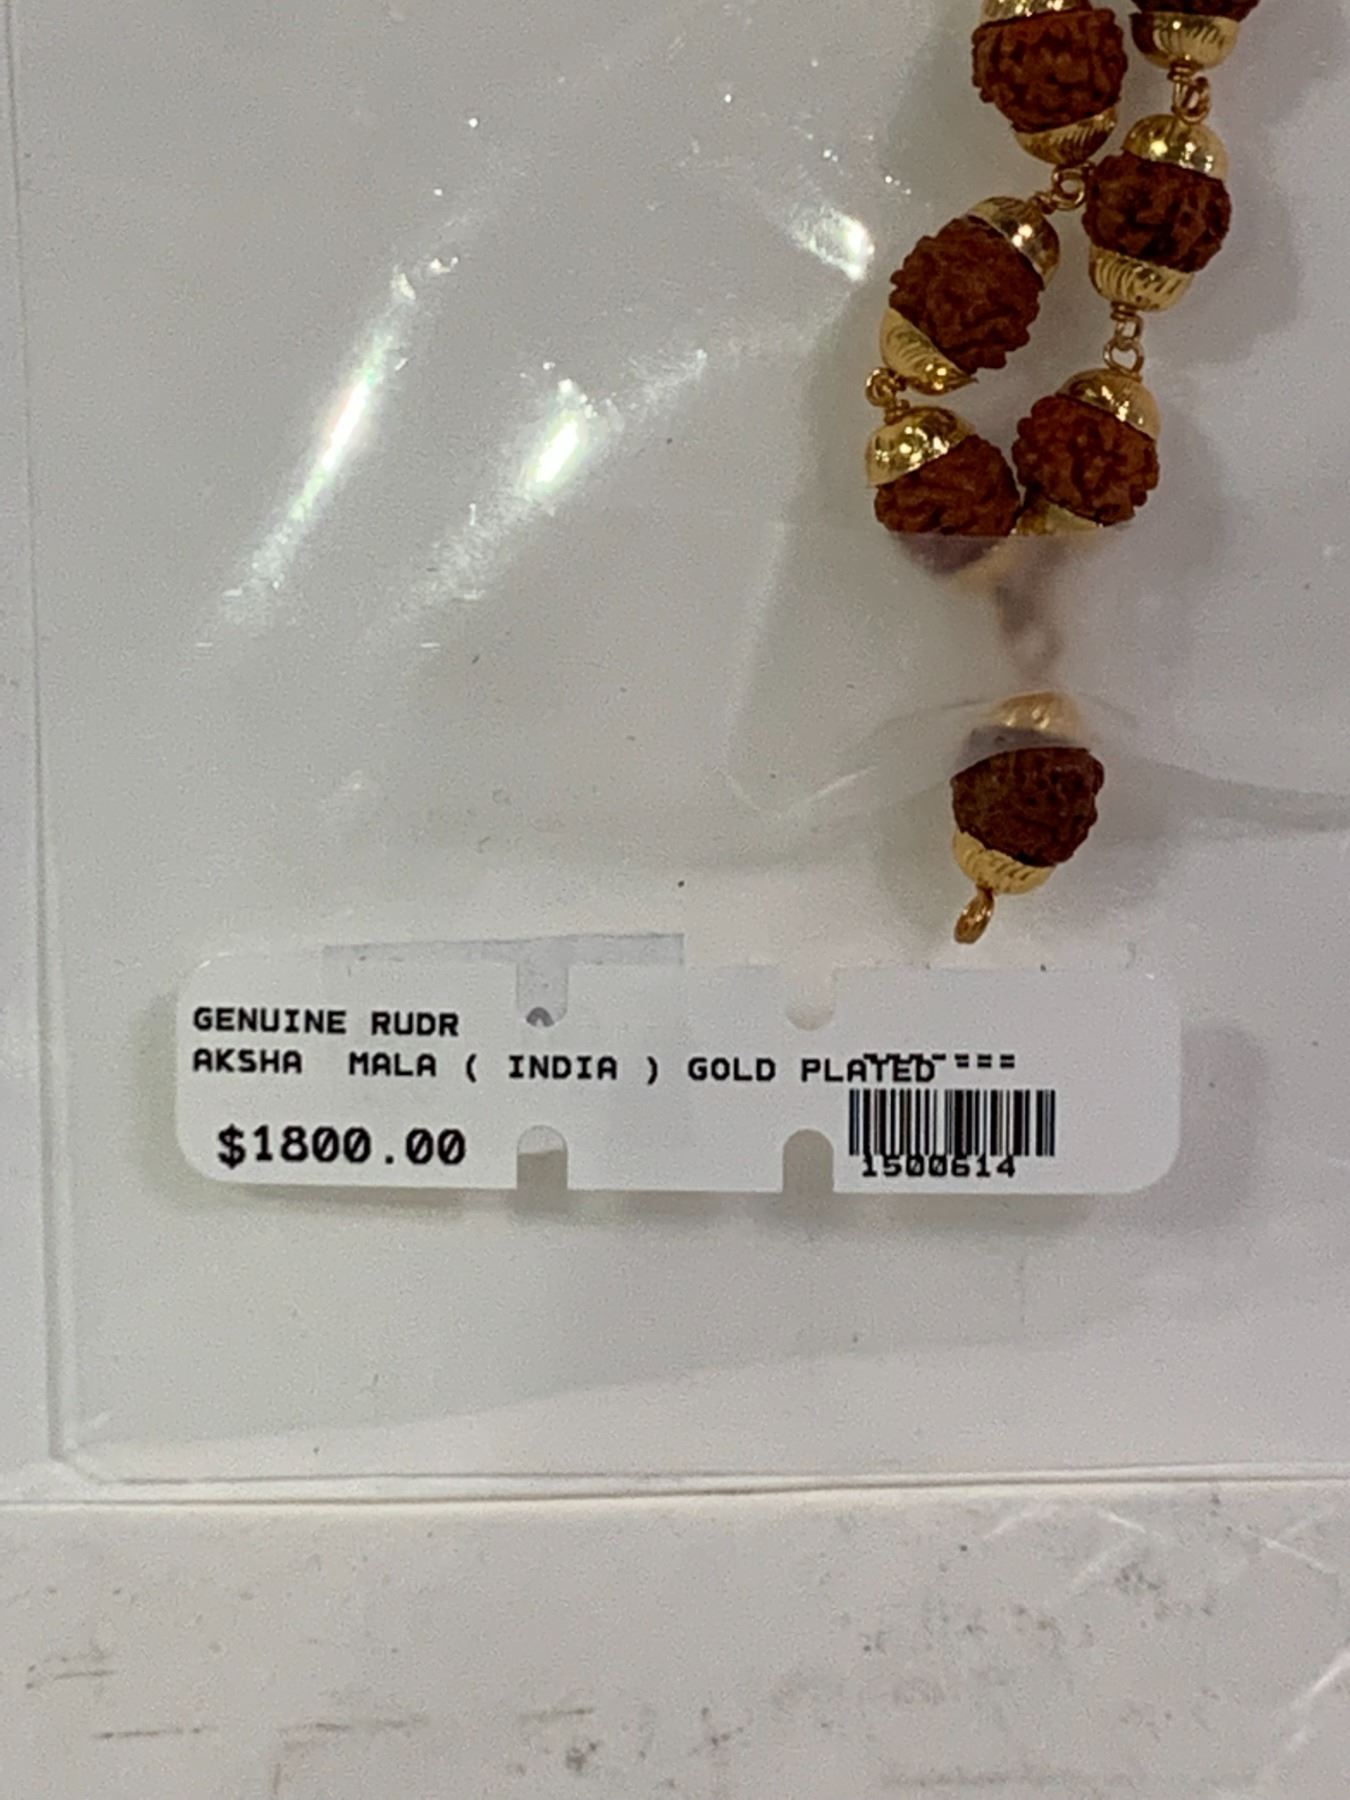 GENUINE RUDR
AKSHA MALA ( INDIA ) GOLD PLATED
$1800.00
1500614